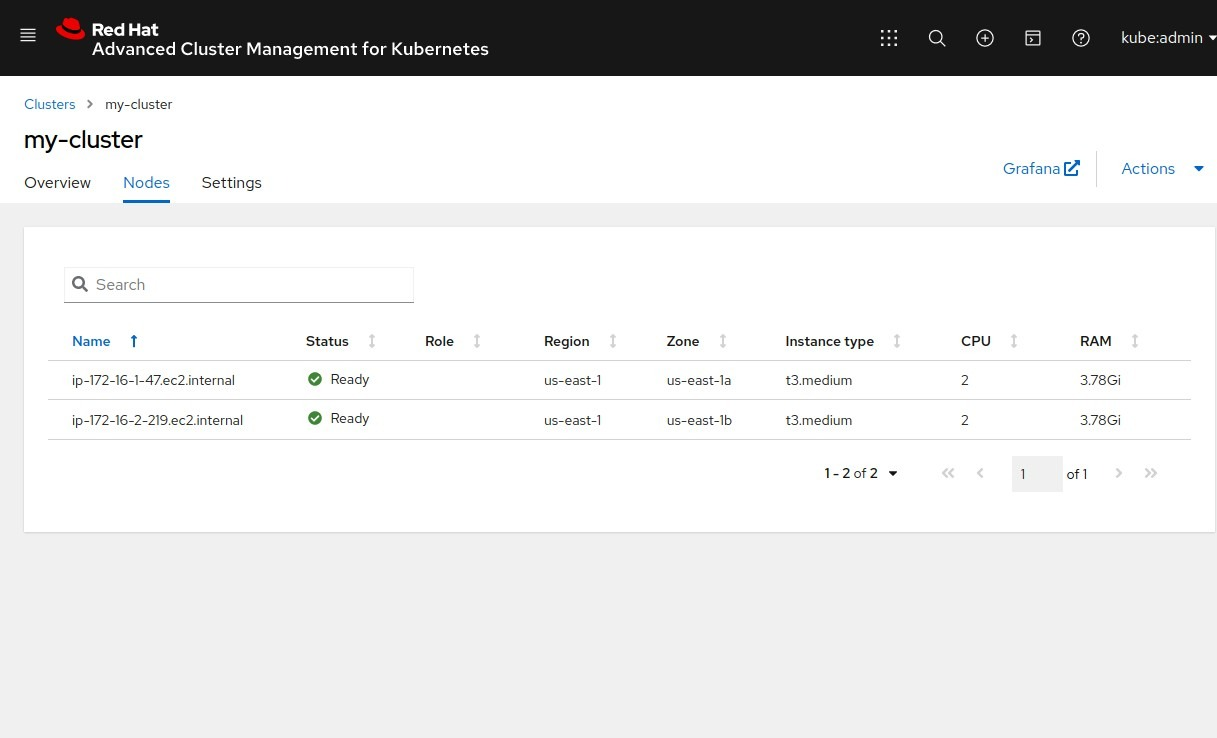 Red Hat
Advanced Cluster Management for Kubernetes
kube:admin
Clusters my-cluster
my-cluster
Overview Nodes Settings
Grafana Actions
Search
Name Status Role Region Zone Instance type CPU RAM
ip-172-16-1-47.ec2.internal Ready us-east-1 us-east-1a t3.medium 2 3.78Gi
ip-172-16-2-219.ec2.internal Ready us-east-1 us-east-1b t3.medium 2 3.78Gi
1 - 2 of 2 1 of 1